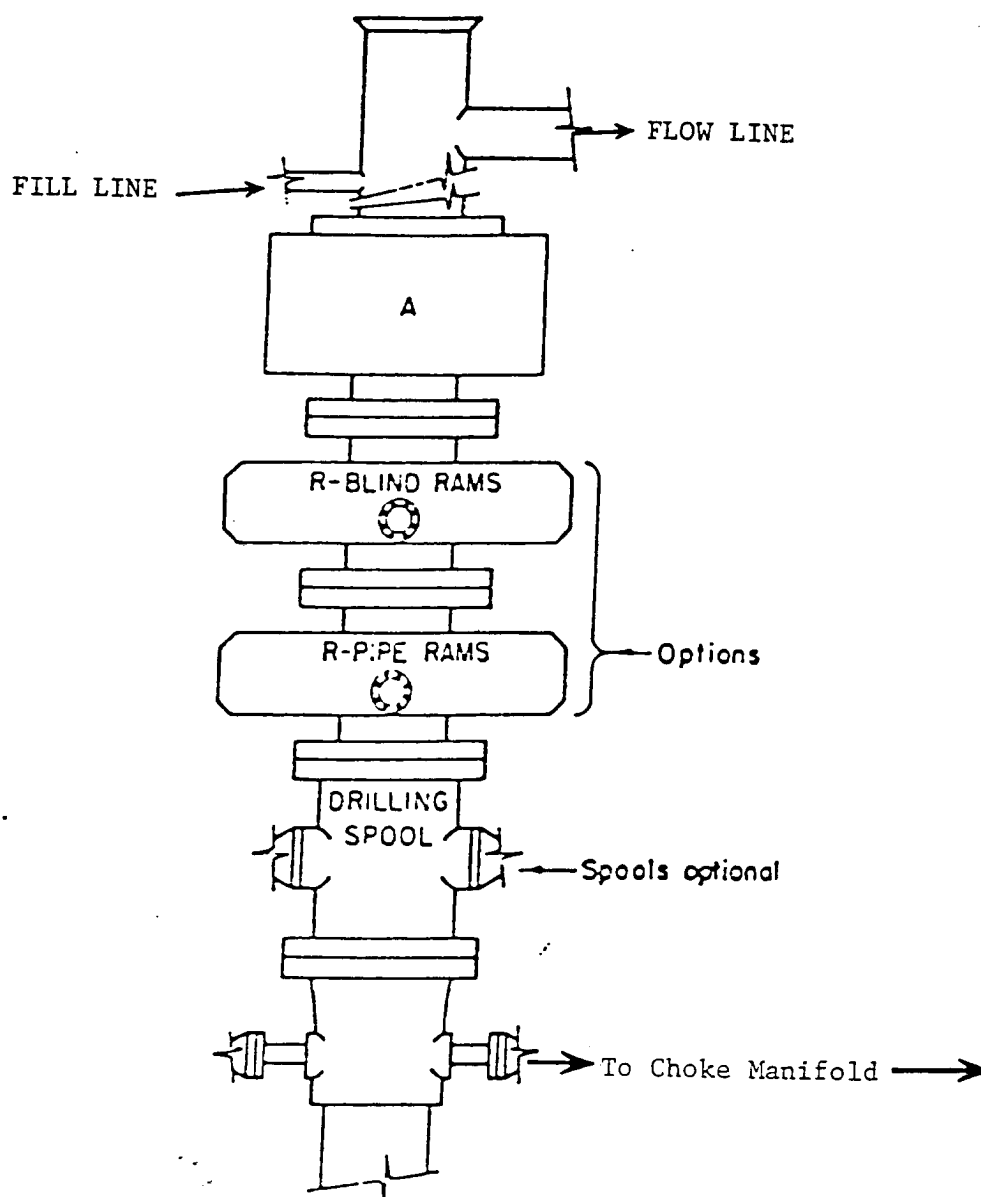 FLOW LINE
FILL LINE
A
R-BLIND RAMS
R-PIPE RAMS
Options
DRILLING
SPOOL
Spools optional
To Choke Manifold